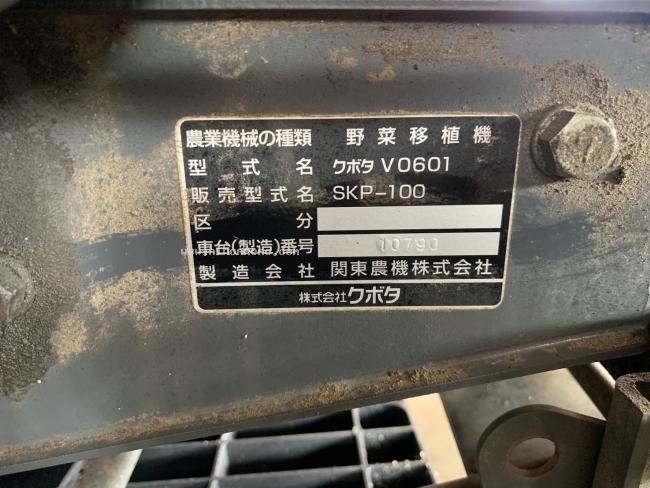 農業機械の種類 野菜移植機
型式名 クボタ V0601
販売型式名 SKP-100
区分
車台(製造)番号 10790
製造会社 関東農機株式会社
株式会社クボタ